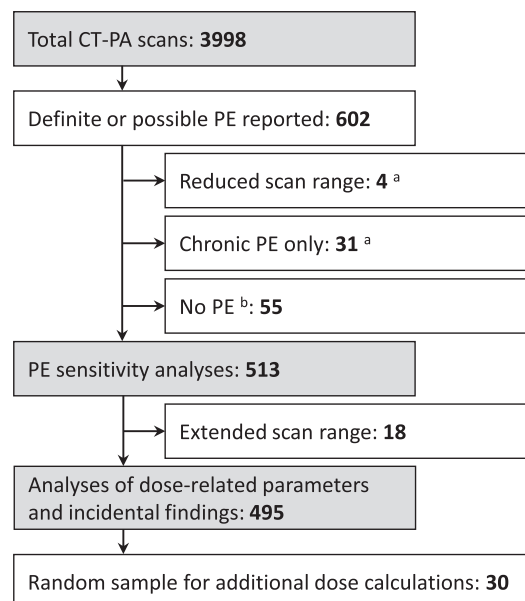 Total CT-PA scans: 3998
Definite or possible PE reported: 602
Reduced scan range: 4 a
Chronic PE only: 31 a
No PE b: 55
PE sensitivity analyses: 513
Extended scan range: 18
Analyses of dose-related parameters
and incidental findings: 495
Random sample for additional dose calculations: 30